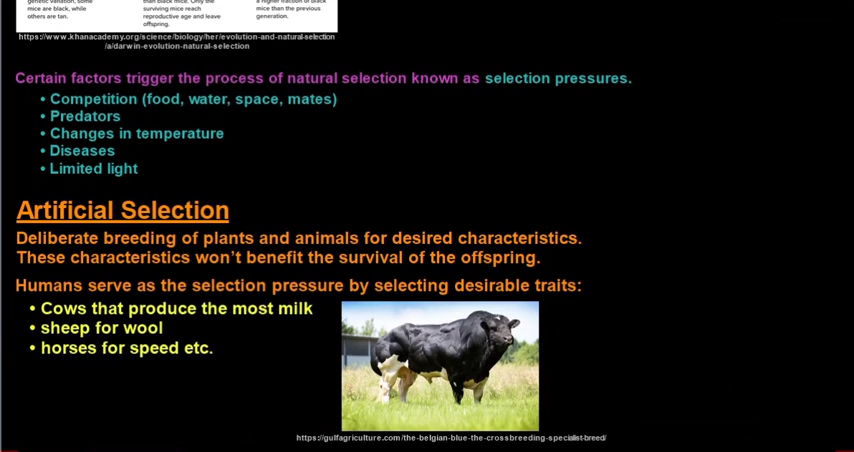 genetic variation, some
mice are black, while
others are tan.
than black mice. Only the
surviving mice reach
reproductive age and leave
offspring.
a higher fraction of black
mice than the previous
generation.
https://www.khanacademy.org/science/biology/her/evolution-and-natural-selection
/a/darwin-evolution-natural-selection
Certain factors trigger the process of natural selection known as selection pressures.
• Competition (food, water, space, mates)
• Predators
• Changes in temperature
• Diseases
• Limited light
Artificial Selection
Deliberate breeding of plants and animals for desired characteristics.
These characteristics won't benefit the survival of the offspring.
Humans serve as the selection pressure by selecting desirable traits:
• Cows that produce the most milk
• sheep for wool
• horses for speed etc.
https://gulfagriculture.com/the-belgian-blue-the-crossbreeding-specialist-breed/